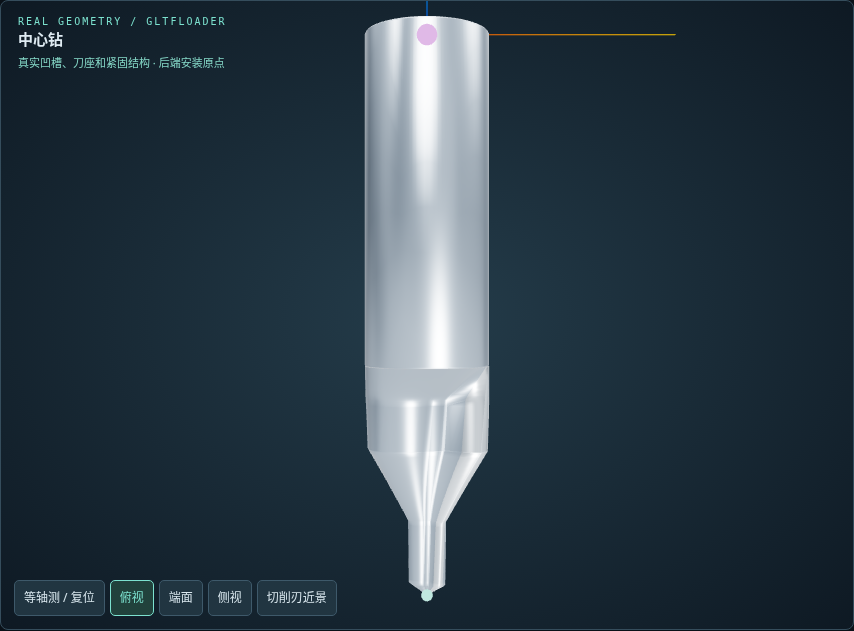 REAL GEOMETRY / GLTFLOADER
中心钻
真实凹槽、刀座和紧固结构 · 后端安装原点
等轴测 / 复位
俯视
端面
侧视
切削刃近景